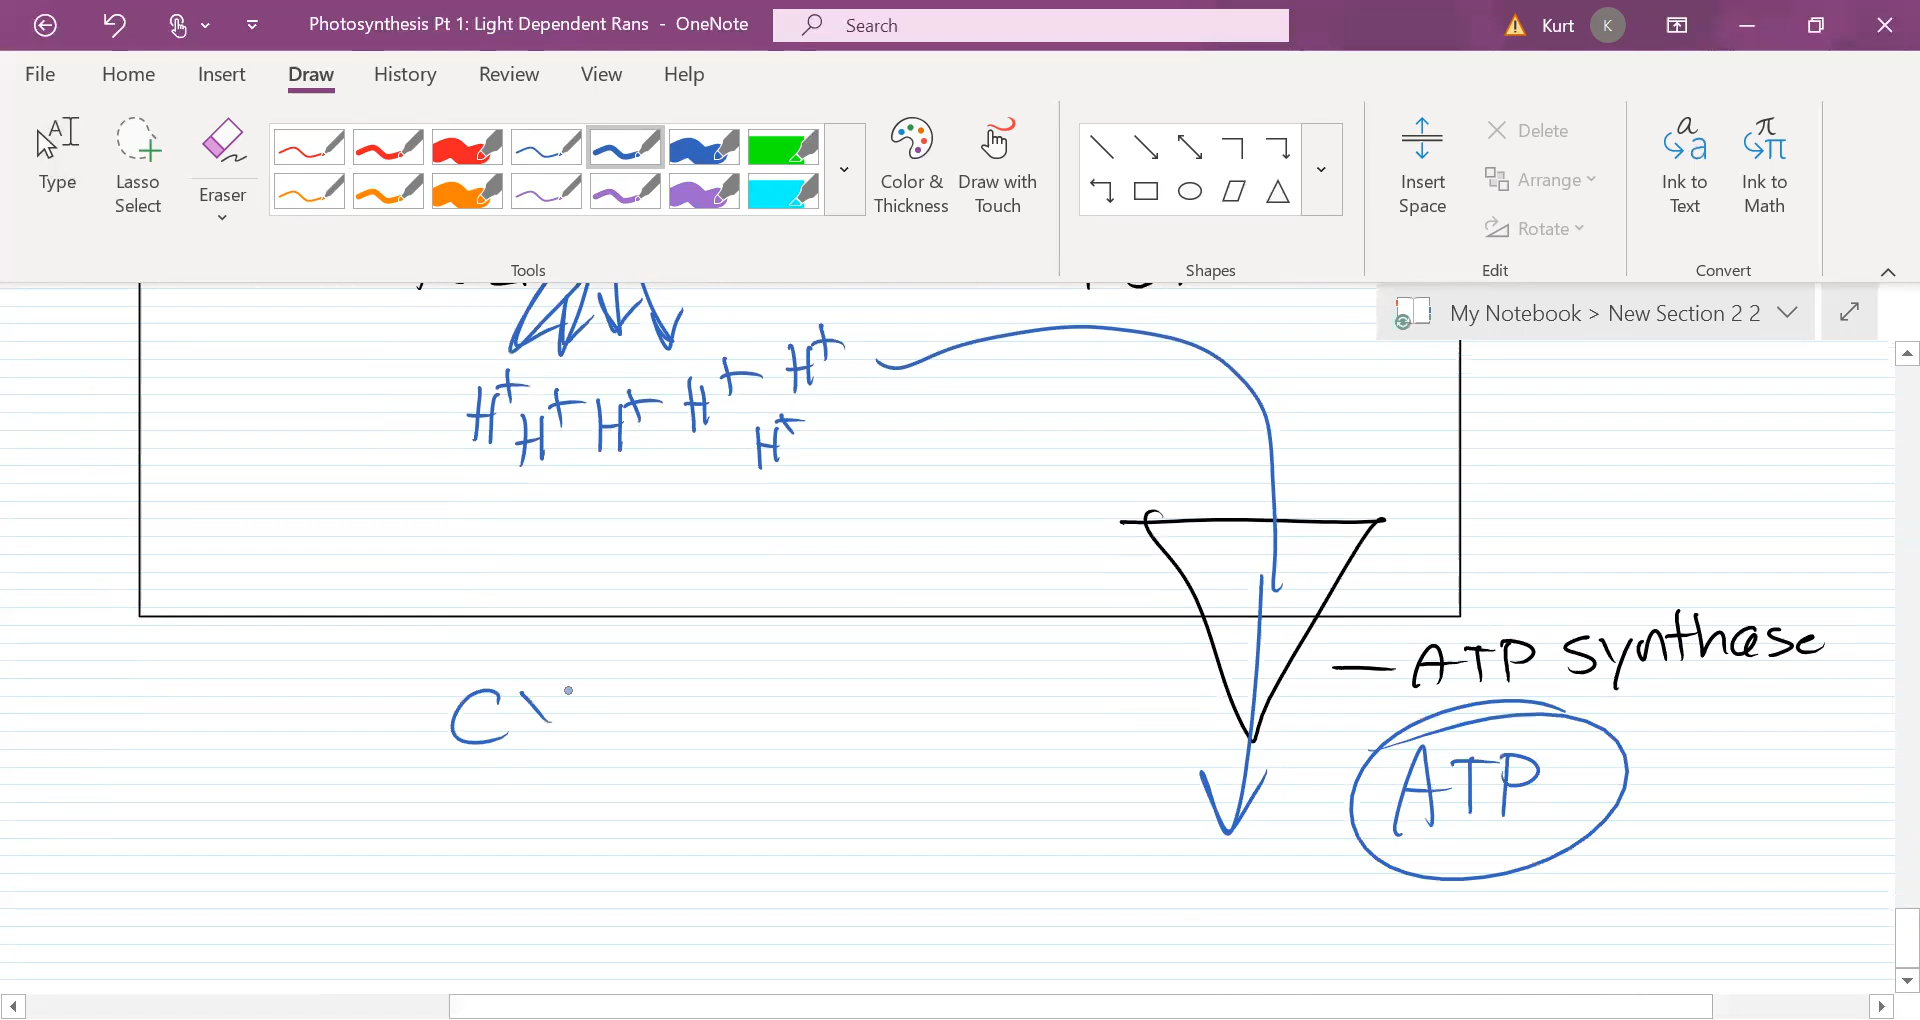 Photosynthesis Pt 1: Light Dependent Rans - OneNote
Search
Kurt
K
File Home Insert Draw History Review View Help
Type
Lasso Select
Eraser
Color & Thickness
Draw with Touch
Insert Space
Delete
Arrange
Rotate
Ink to Text
Ink to Math
Tools
Shapes
Edit
Convert
My Notebook > New Section 2 2
H+ H+ H+ H+ H+
H+
ATP synthase
ATP